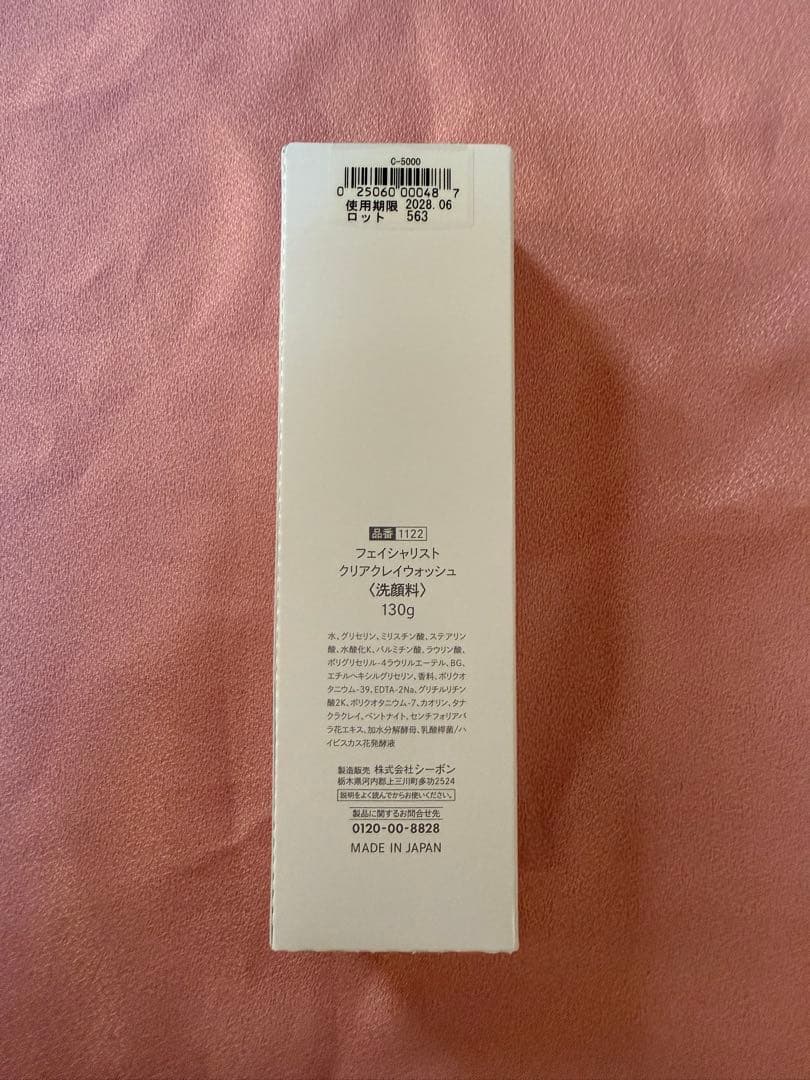 C-5000
0 25060 00048 7
使用期限 2028.06
ロット 563
品番 1122
フェイシャリスト
クリアクレイウォッシュ
〈洗顔料〉
130g
水、グリセリン、ミリスチン酸、ステアリン
酸、水酸化K、パルミチン酸、ラウリン酸、
ポリグリセリル-4ラウリルエーテル、BG、
エチルヘキシルグリセリン、香料、ポリクオ
タニウム-39、EDTA-2Na、グリチルリチン
酸2K、ポリクオタニウム-7、カオリン、タナ
クラクレイ、ベントナイト、センチフォリアバ
ラ花エキス、加水分解酵母、乳酸桿菌/ハ
イビスカス花発酵液
製造販売 株式会社シーボン
栃木県河内郡上三川町多功2524
説明をよく読んでからお使いください。
製品に関するお問合せ先
0120-00-8828
MADE IN JAPAN